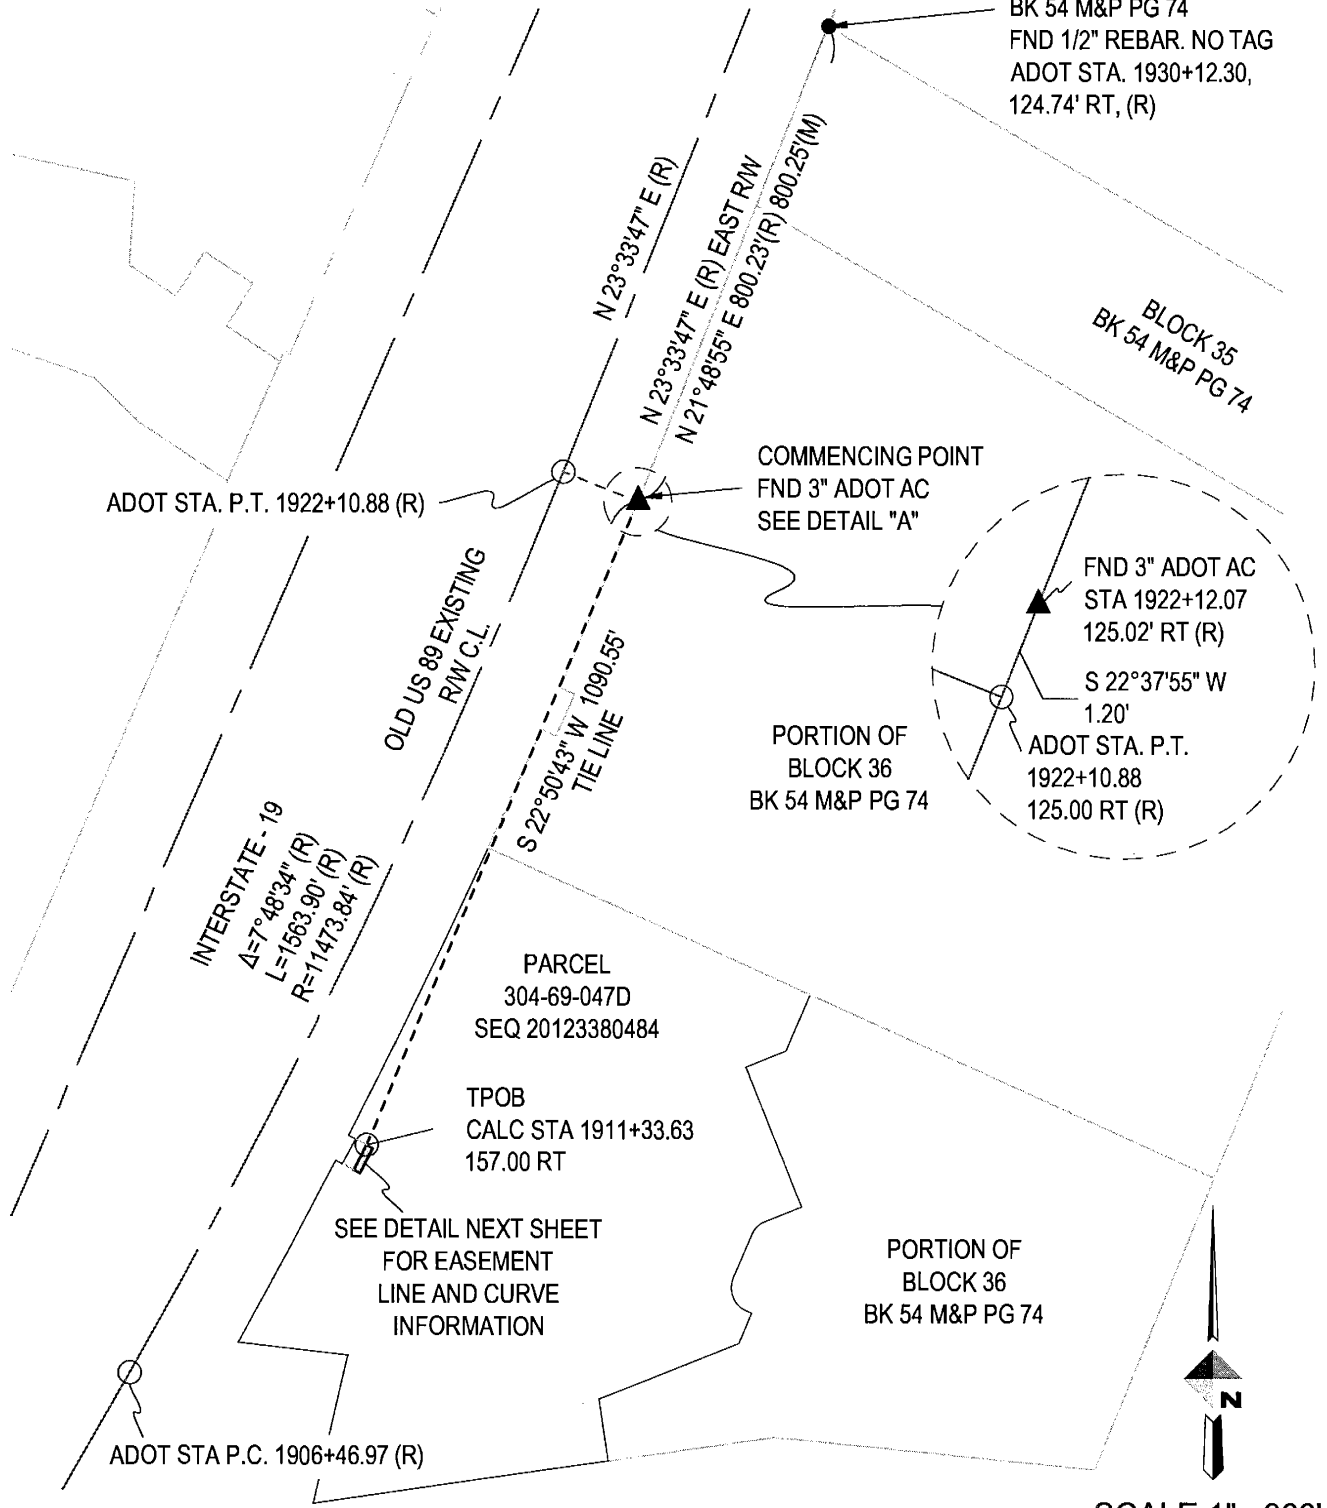 BK 54 M&P PG 74
FND 1/2" REBAR. NO TAG
ADOT STA. 1930+12.30,
124.74' RT, (R)
N 23°33'47" E (R)
N 23°33'47" E (R) EAST R/W
N 21°48'55" E 800.23'(R) 800.25'(M)
BLOCK 35
BK 54 M&P PG 74
ADOT STA. P.T. 1922+10.88 (R)
COMMENCING POINT
FND 3" ADOT AC
SEE DETAIL "A"
FND 3" ADOT AC
STA 1922+12.07
125.02' RT (R)
S 22°37'55" W
1.20'
ADOT STA. P.T.
1922+10.88
125.00 RT (R)
OLD US 89 EXISTING
R/W C.L.
S 22°50'43" W 1090.55'
TIE LINE
PORTION OF
BLOCK 36
BK 54 M&P PG 74
INTERSTATE - 19
Δ=7°48'34" (R)
L=1563.90' (R)
R=11473.84' (R)
PARCEL
304-69-047D
SEQ 20123380484
TPOB
CALC STA 1911+33.63
157.00 RT
SEE DETAIL NEXT SHEET
FOR EASEMENT
LINE AND CURVE
INFORMATION
PORTION OF
BLOCK 36
BK 54 M&P PG 74
N
ADOT STA P.C. 1906+46.97 (R)